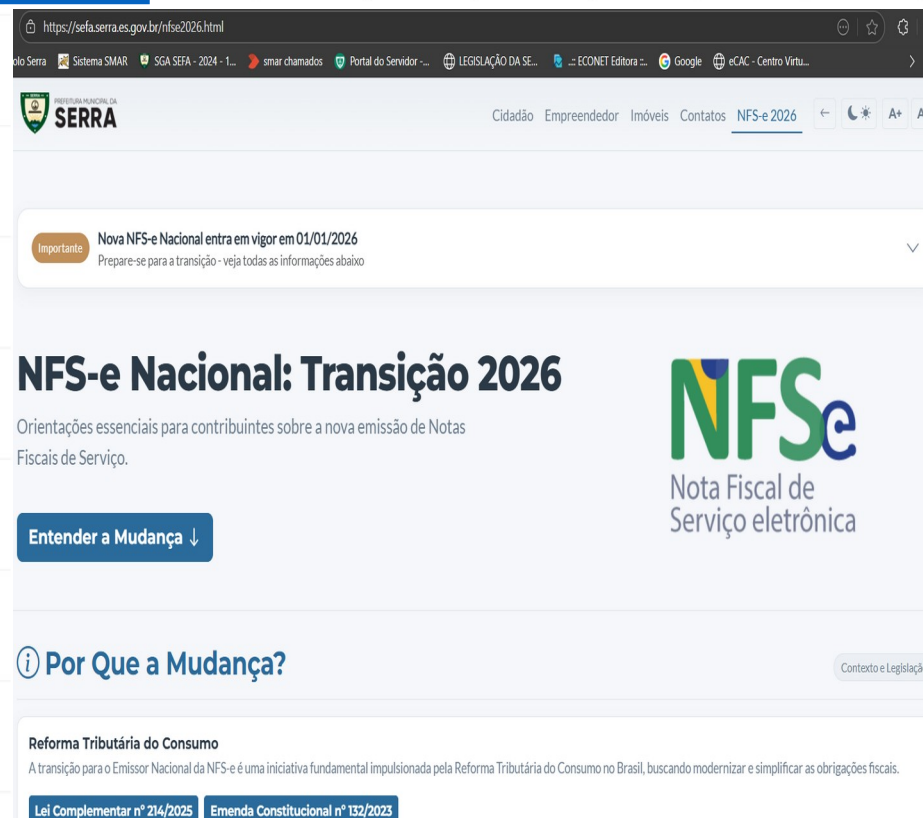 https://sefa.serra.es.gov.br/nfse2026.html
olo Serra Sistema SMAR SGA SEFA - 2024 - 1... smar chamados Portal do Servidor -... LEGISLAÇÃO DA SE... ..:: ECONET Editora ::.. Google eCAC - Centro Virtu...
PREFEITURA MUNICIPAL DA
SERRA
Cidadão Empreendedor Imóveis Contatos NFS-e 2026 ← A+ A
Importante
Nova NFS-e Nacional entra em vigor em 01/01/2026
Prepare-se para a transição - veja todas as informações abaixo
NFS-e Nacional: Transição 2026
Orientações essenciais para contribuintes sobre a nova emissão de Notas
Fiscais de Serviço.
Entender a Mudança ↓
NFSe
Nota Fiscal de
Serviço eletrônica
Por Que a Mudança?
Contexto e Legislaçã
Reforma Tributária do Consumo
A transição para o Emissor Nacional da NFS-e é uma iniciativa fundamental impulsionada pela Reforma Tributária do Consumo no Brasil, buscando modernizar e simplificar as obrigações fiscais.
Lei Complementar nº 214/2025 Emenda Constitucional nº 132/2023